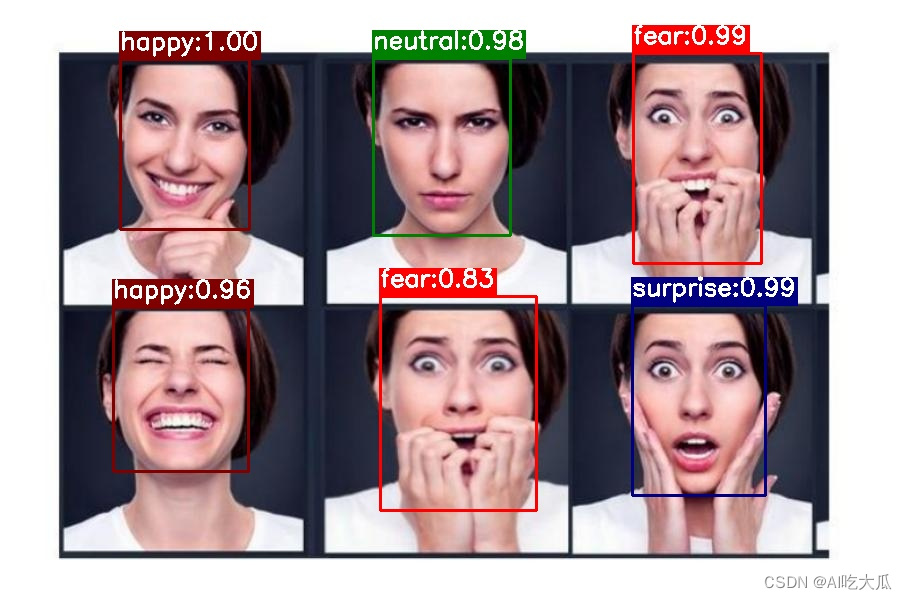 happy:1.00
neutral:0.98
fear:0.99
happy:0.96
fear:0.83
surprise:0.99
CSDN @AI吃大瓜